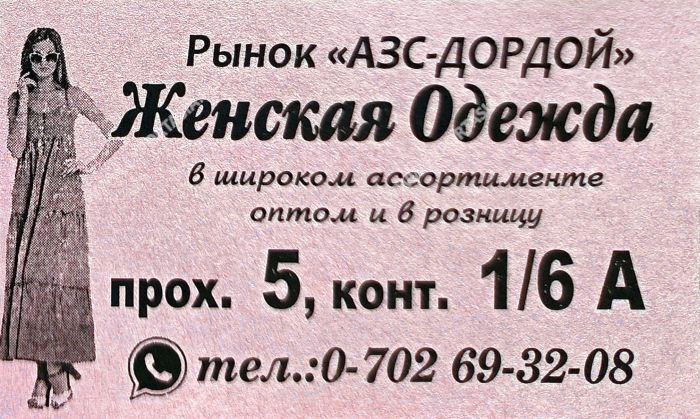 Рынок «АЗС-ДОРДОЙ»
Женская Одежда
в широком ассортименте
оптом и в розницу
прох. 5, конт. 1/6 А
тел.:0-702 69-32-08